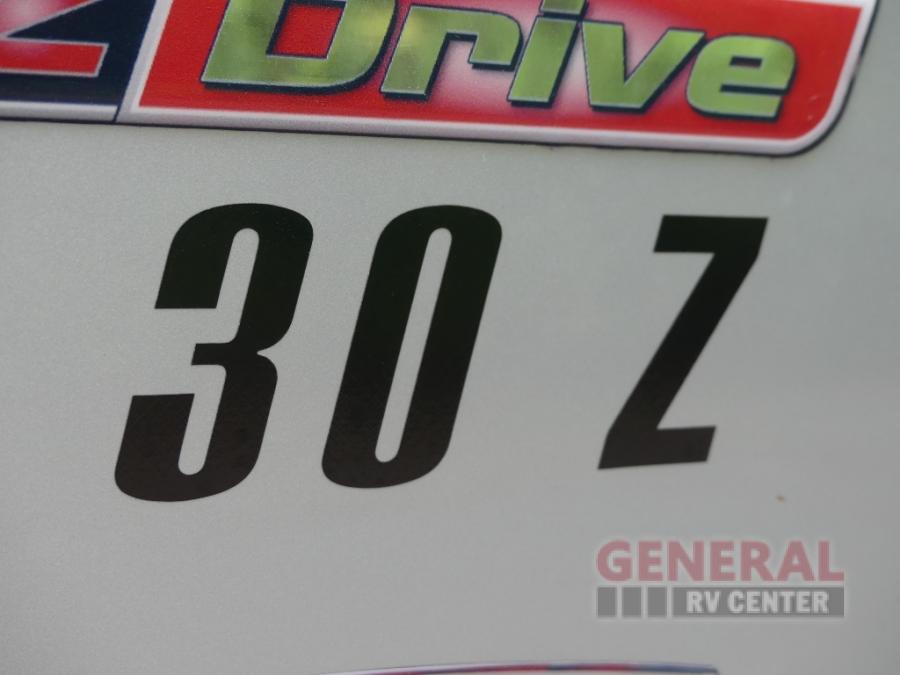 Drive
30 Z
GENERAL
RV CENTER